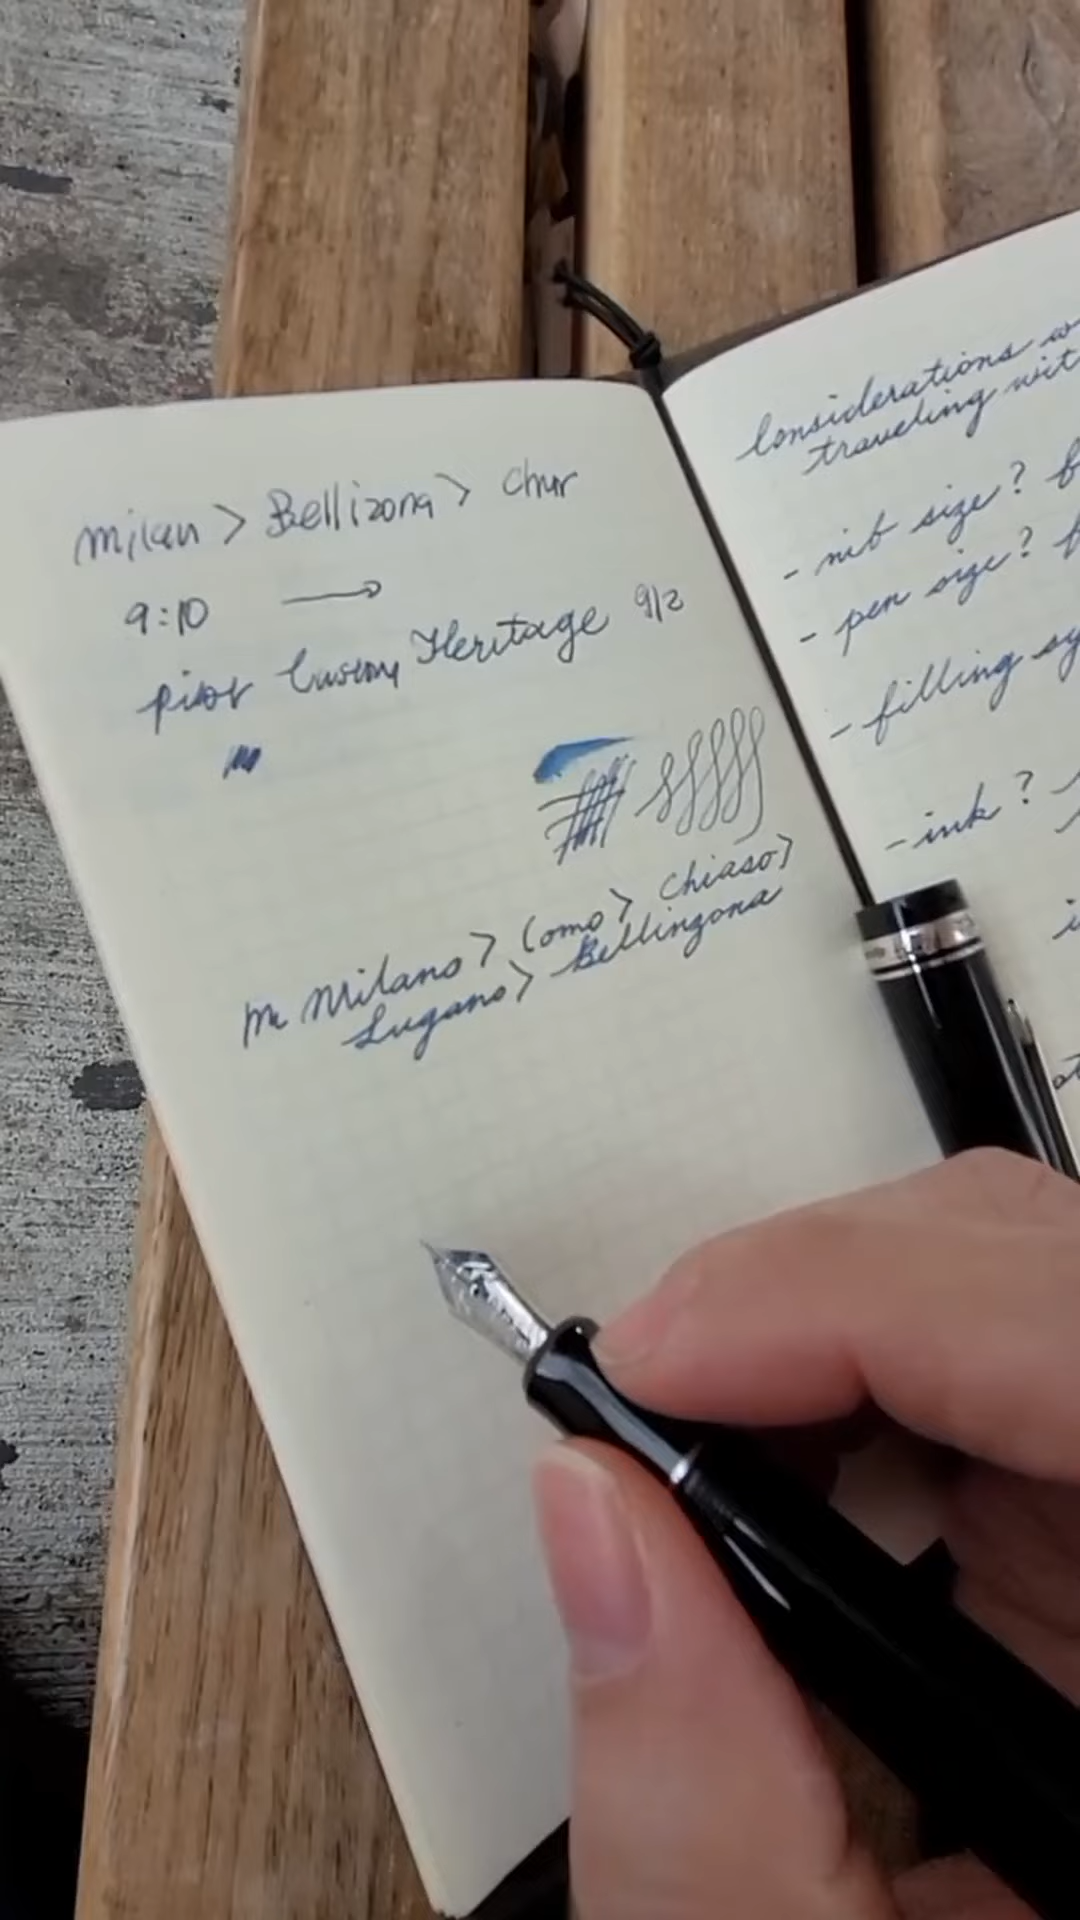 milan > Bellizona > Chur
9:10 →
pilot Custom Heritage 912
m Milano > Como > Chiaso >
Lugano > Bellinzona
Considerations
traveling
- nib size?
- pen size?
- filling
- ink?